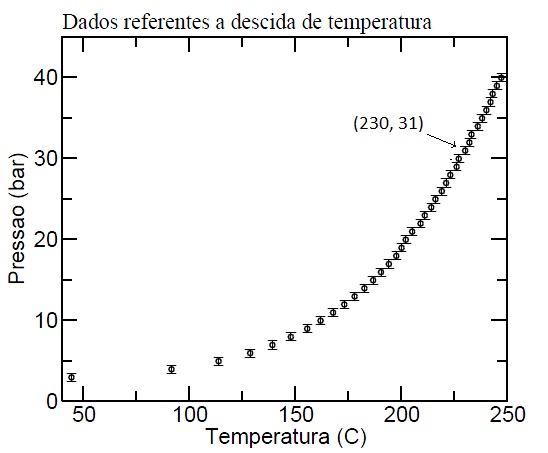 Dados referentes a descida de temperatura
40
(230, 31)
30
Pressao (bar)
20
10
0
50 100 150 200 250
Temperatura (C)